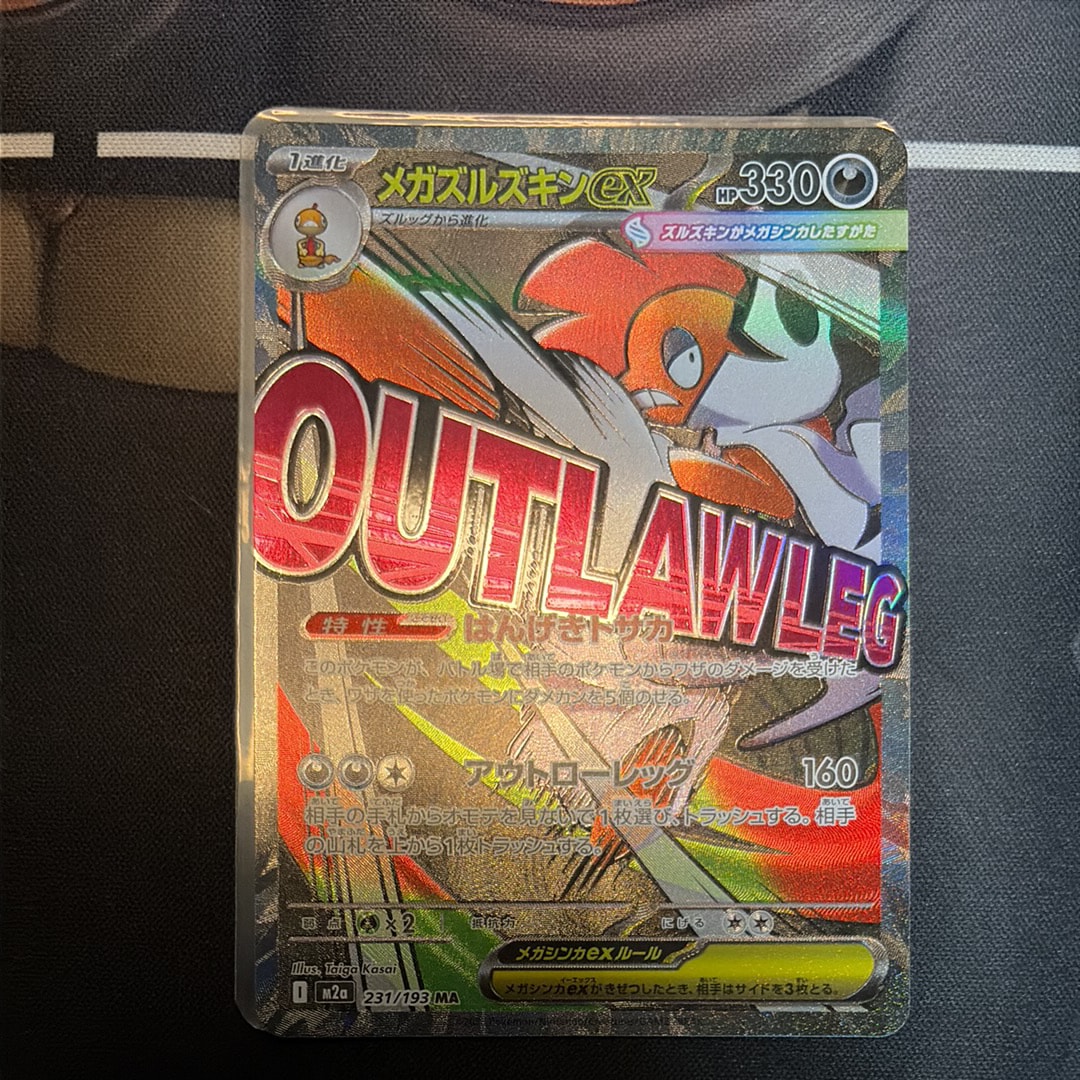 1進化
メガズルズキンex
HP330
ズルッグから進化
ズルズキンがメガシンカしたすがた
OUTLAW LEG
特性
はんげきトサカ
このポケモンが、バトル場で相手のポケモンからワザのダメージを受けた
とき、ワザを使ったポケモンにダメカンを5個のせる。
アウトローレッグ 160
相手の手札からオモテを見ないで1枚選び、トラッシュする。相手
の山札を上から1枚トラッシュする。
弱点 ×2 抵抗力 にげる
メガシンカexルール
メガシンカexがきぜつしたとき、相手はサイドを3枚とる。
Illus. Taiga Kasai
I M2a 231/193 MA